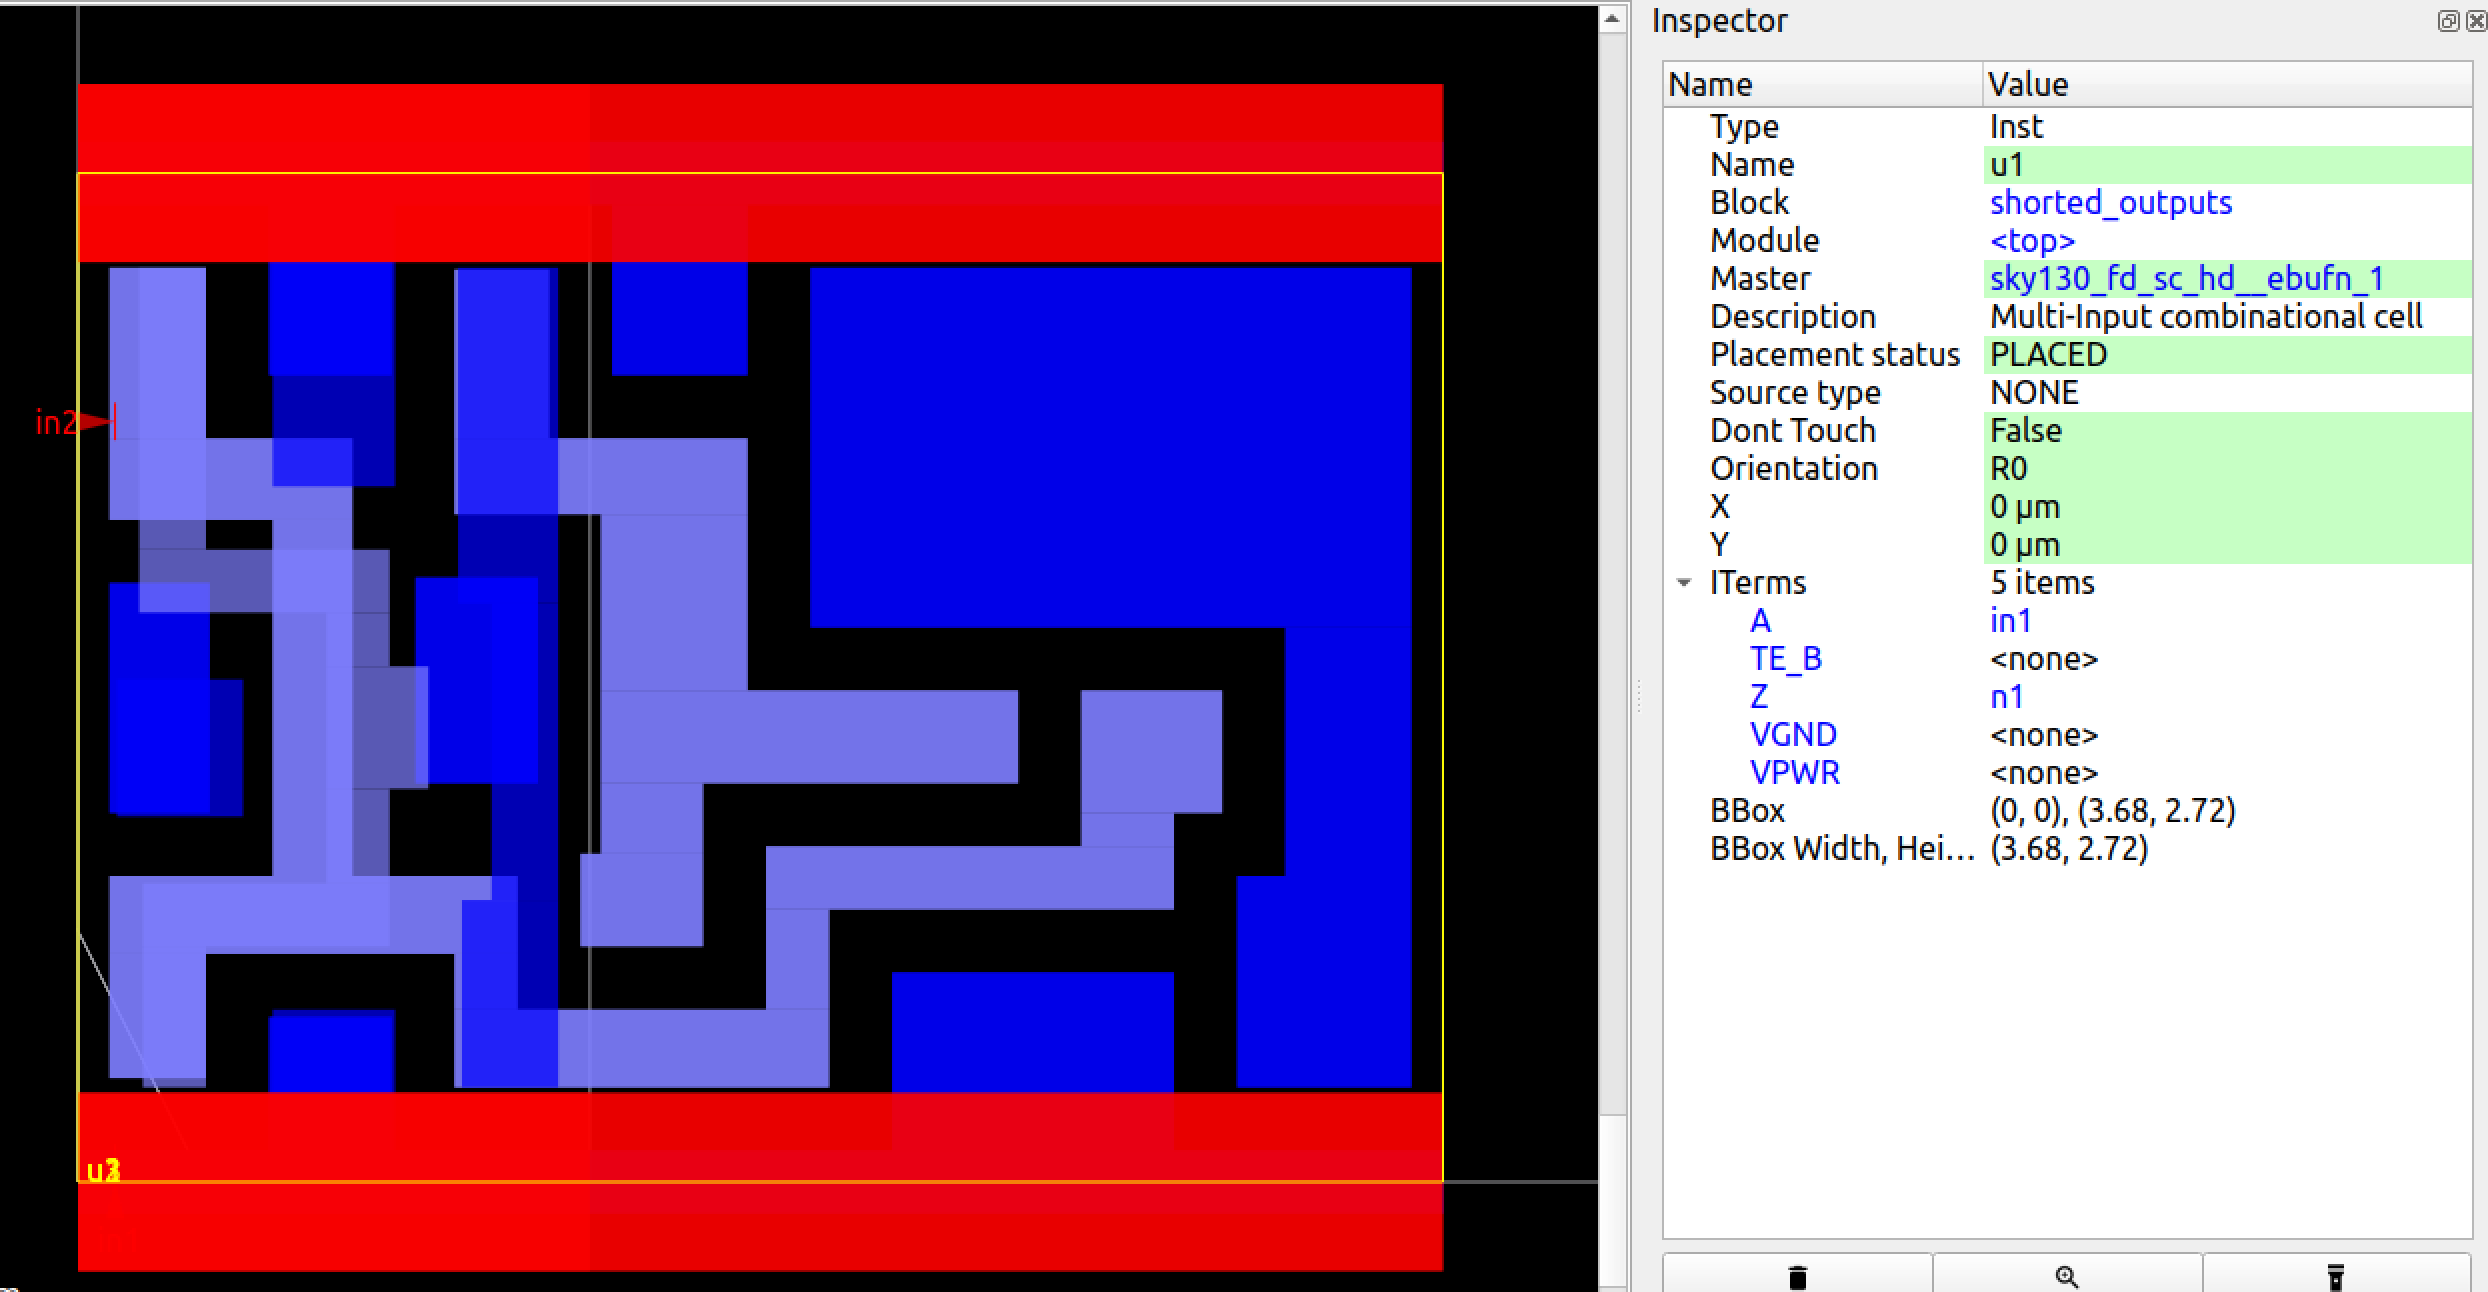 Inspector
Name Value
Type Inst
Name u1
Block shorted_outputs
Module <top>
Master sky130_fd_sc_hd__ebufn_1
Description Multi-Input combinational cell
Placement status PLACED
Source type NONE
Dont Touch False
Orientation R0
X 0 µm
Y 0 µm
ITerms 5 items
A in1
TE_B <none>
Z n1
VGND <none>
VPWR <none>
BBox (0, 0), (3.68, 2.72)
BBox Width, Hei... (3.68, 2.72)
in2